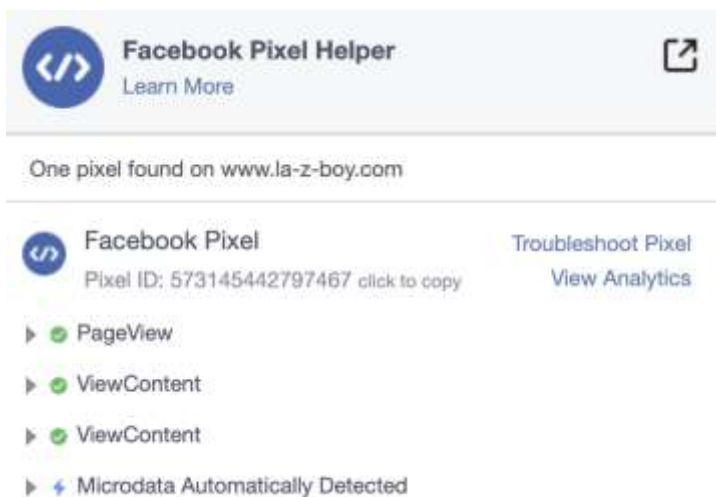 Facebook Pixel Helper
Learn More
One pixel found on www.la-z-boy.com
Facebook Pixel
Troubleshoot Pixel
Pixel ID: 573145442797467 click to copy
View Analytics
PageView
ViewContent
ViewContent
Microdata Automatically Detected